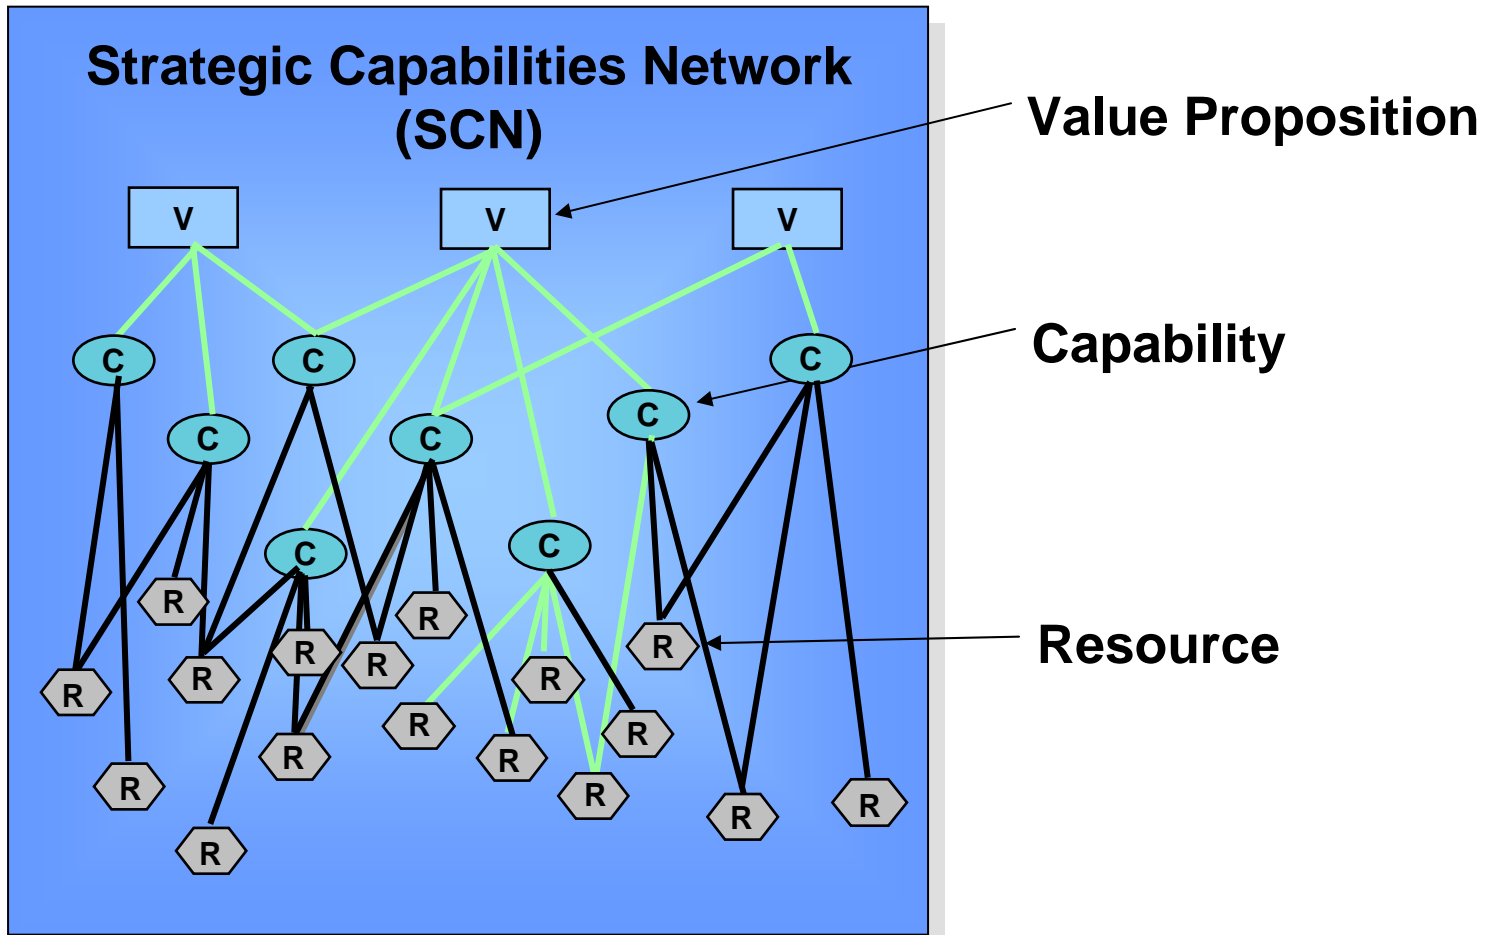 Strategic Capabilities Network
(SCN)
Value Proposition
V V V
Capability
C C C
C
C C
C C
R
R
Resource
R R
R
R R
R
R
R R
R
R
R
R
R
R